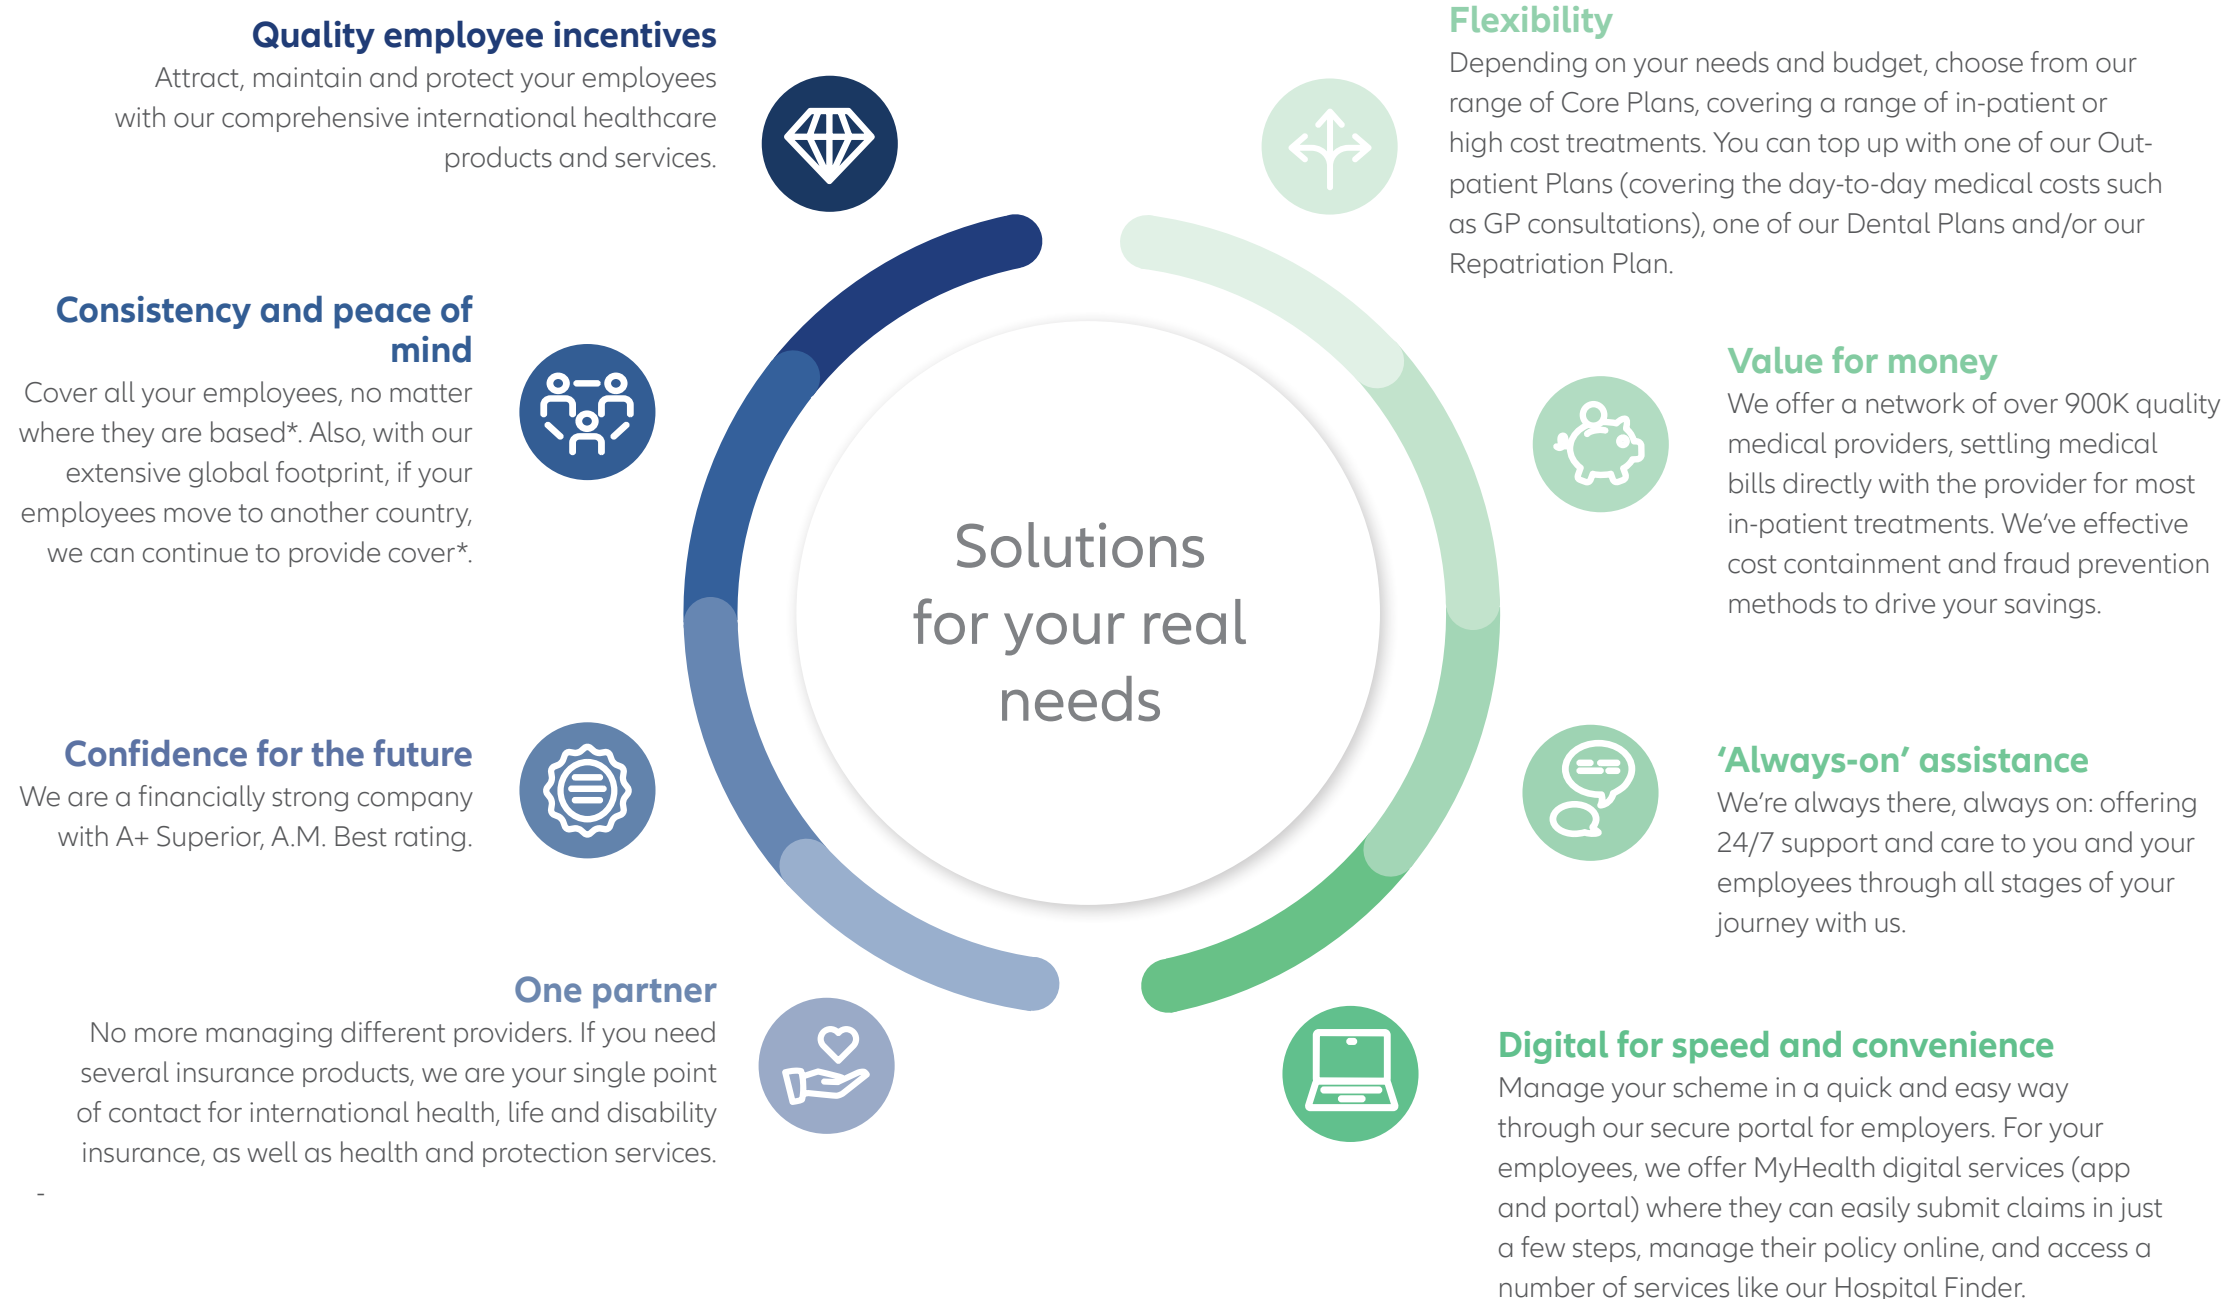 Quality employee incentives
Attract, maintain and protect your employees
with our comprehensive international healthcare
products and services.
Consistency and peace of
mind
Cover all your employees, no matter
where they are based*. Also, with our
extensive global footprint, if your
employees move to another country,
we can continue to provide cover*.
Confidence for the future
We are a financially strong company
with A+ Superior, A.M. Best rating.
One partner
No more managing different providers. If you need
several insurance products, we are your single point
of contact for international health, life and disability
insurance, as well as health and protection services.
-
Solutions
for your real
needs
Flexibility
Depending on your needs and budget, choose from our
range of Core Plans, covering a range of in-patient or
high cost treatments. You can top up with one of our Out-
patient Plans (covering the day-to-day medical costs such
as GP consultations), one of our Dental Plans and/or our
Repatriation Plan.
Value for money
We offer a network of over 900K quality
medical providers, settling medical
bills directly with the provider for most
in-patient treatments. We’ve effective
cost containment and fraud prevention
methods to drive your savings.
‘Always-on’ assistance
We’re always there, always on: offering
24/7 support and care to you and your
employees through all stages of your
journey with us.
Digital for speed and convenience
Manage your scheme in a quick and easy way
through our secure portal for employers. For your
employees, we offer MyHealth digital services (app
and portal) where they can easily submit claims in just
a few steps, manage their policy online, and access a
number of services like our Hospital Finder.